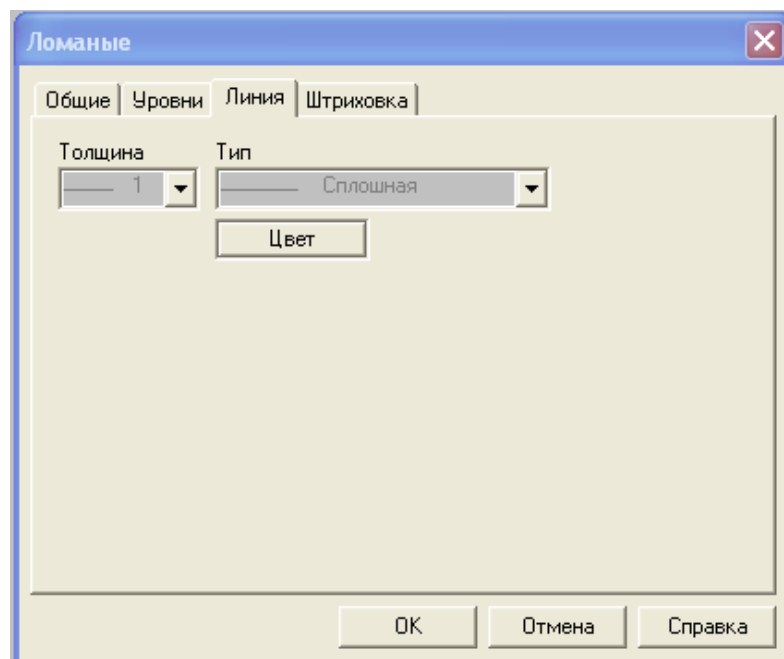 Ломаные
Общие Уровни Линия Штриховка
Толщина Тип
1 Сплошная
Цвет
OK Отмена Справка